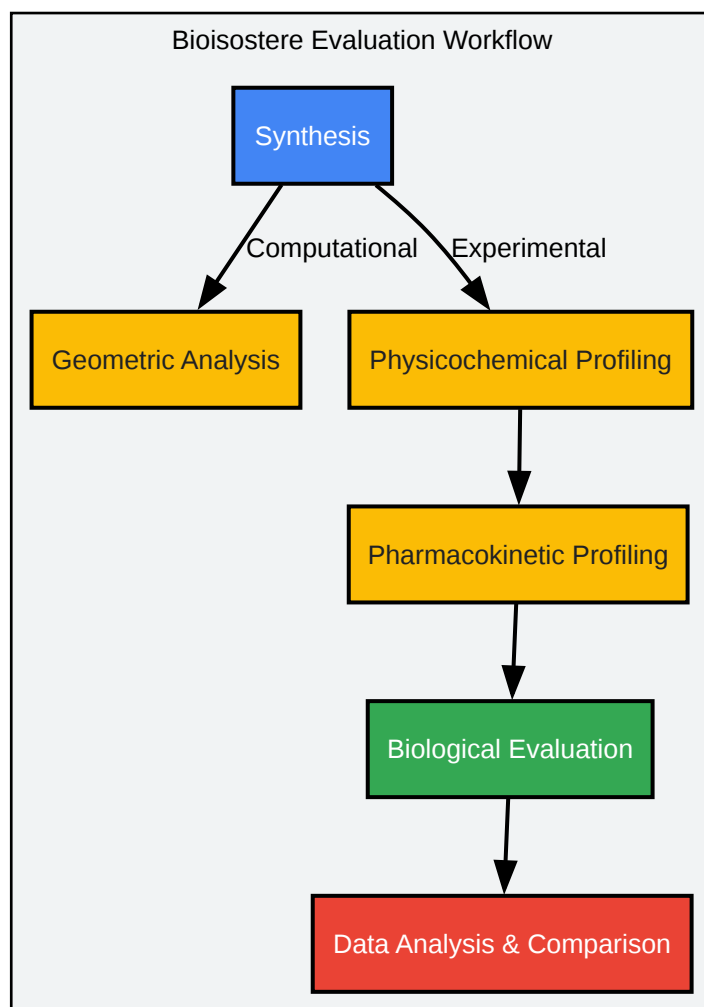 Bioisostere Evaluation Workflow
Synthesis
Computational
Experimental
Geometric Analysis
Physicochemical Profiling
Pharmacokinetic Profiling
Biological Evaluation
Data Analysis & Comparison